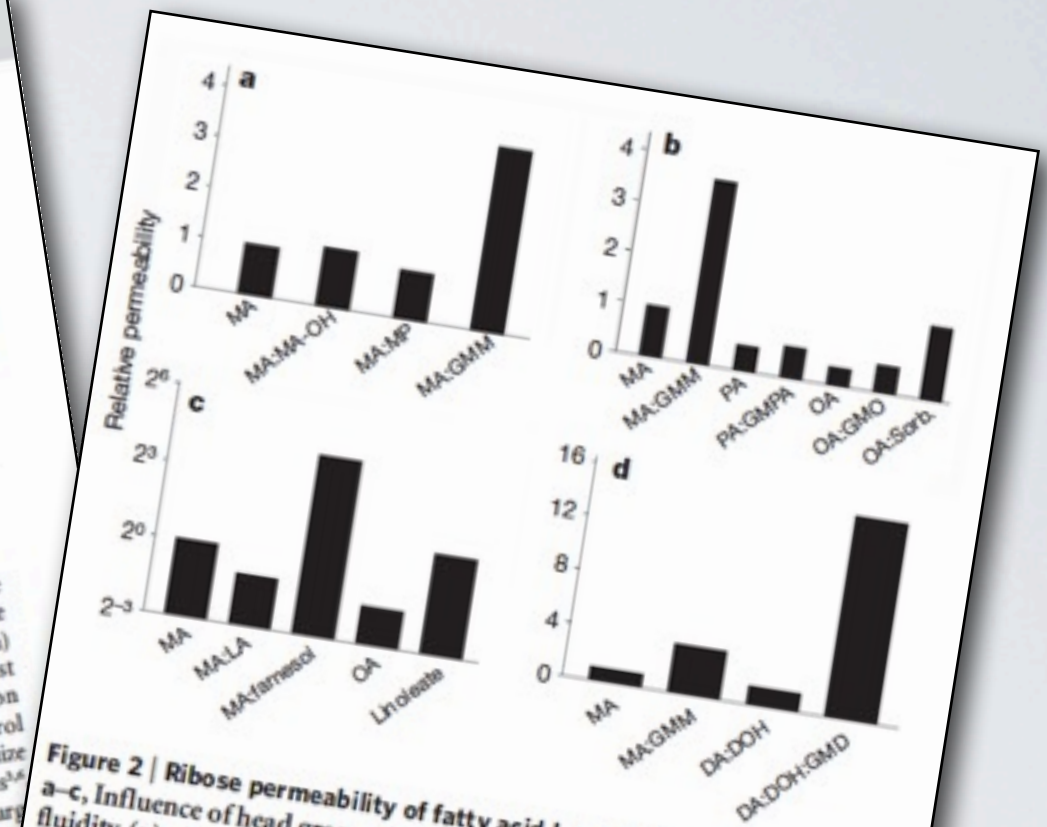 Relative permeability
a
4
3
2
1
0
MA
MA:MA-OH
MA:MP
MA:GMM
b
4
3
2
1
0
MA
MA:GMM
PA
PA:GMPA
OA
OA:GMO
OA:Sorb.
c
2⁶
2³
2⁰
2⁻³
MA
MA:LA
MA:farnesol
OA
Linoleate
d
16
12
8
4
0
MA
MA:GMM
DA:DOH
DA:DOH:GMD
Figure 2 | Ribose permeability of fatty acid
a–c, Influence of head
fluidity